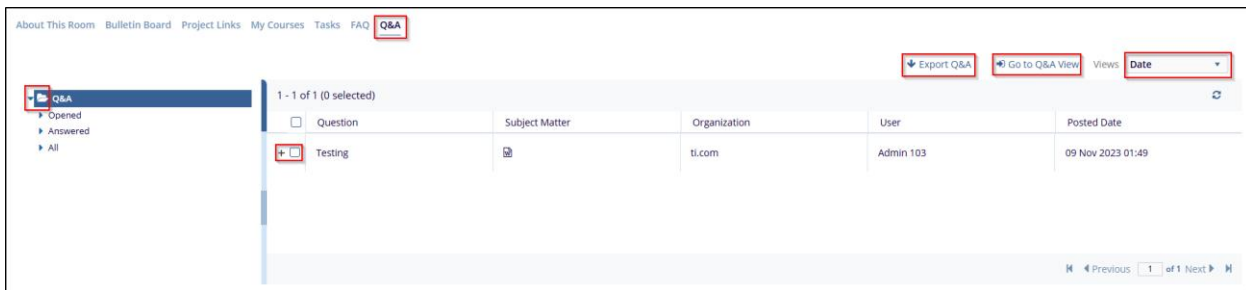 About This Room Bulletin Board Project Links My Courses Tasks FAQ Q&A
Export Q&A Go to Q&A View Views Date
Q&A
Opened
Answered
All
1 - 1 of 1 (0 selected)
Question Subject Matter Organization User Posted Date
Testing ti.com Admin 103 09 Nov 2023 01:49
Previous 1 of 1 Next